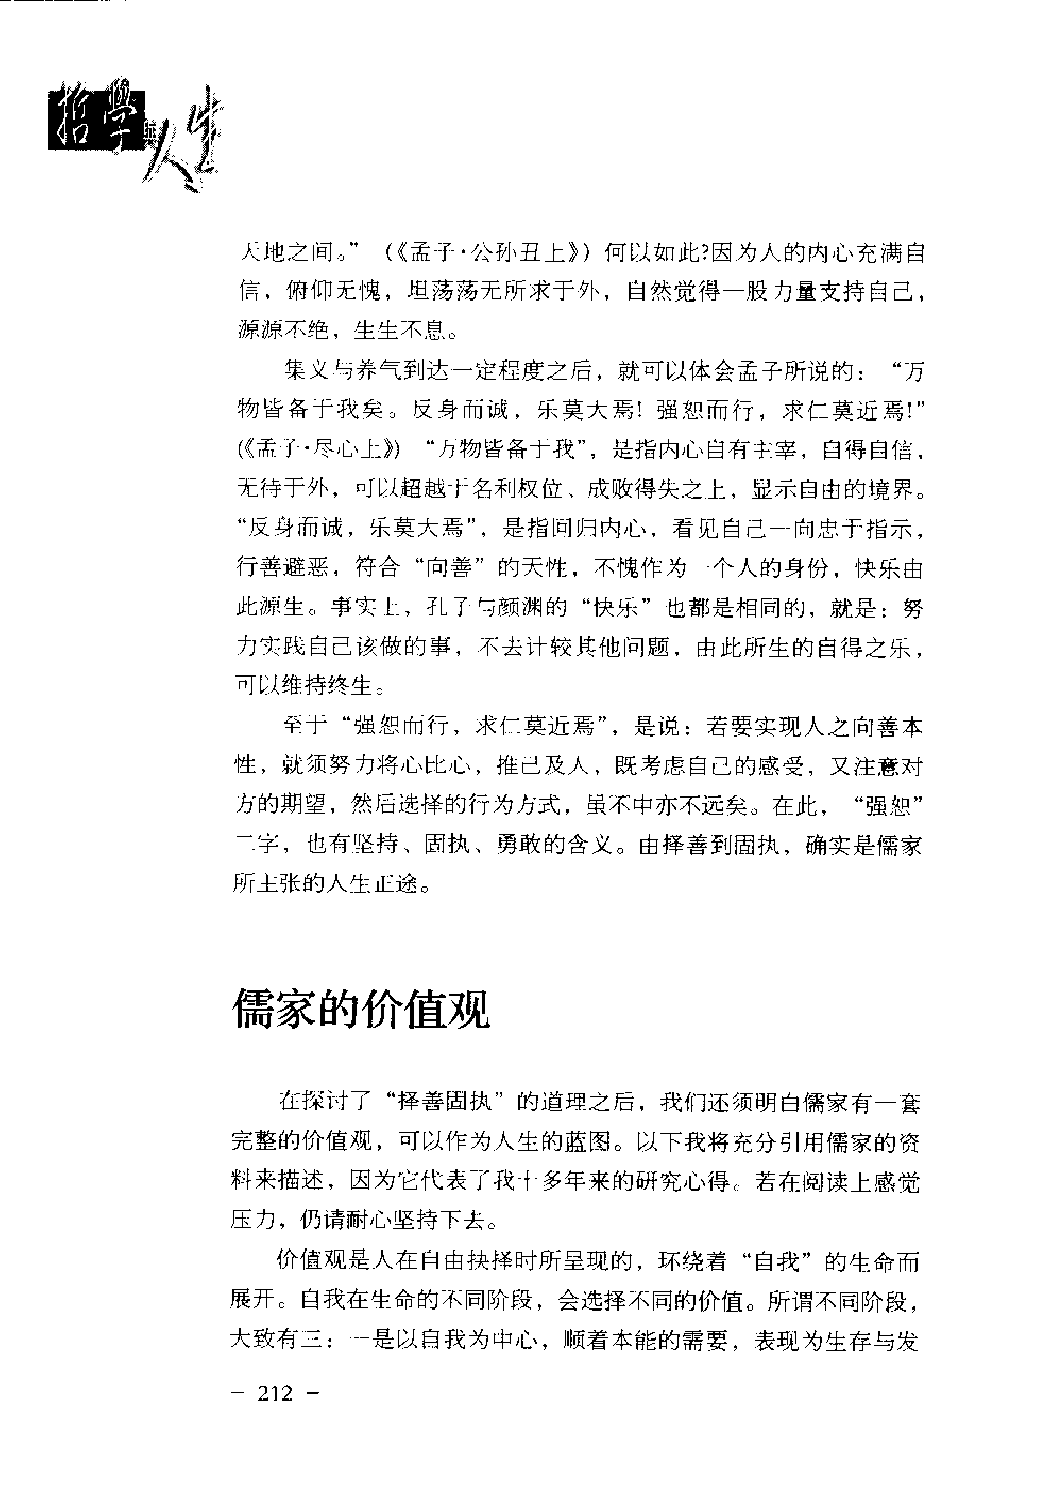 哲學与人生
天地之间。”（《孟子·公孙丑上》）何以如此?因为人的内心充满自
信，俯仰无愧，坦荡荡无所求于外，自然觉得一股力量支持自己，
源源不绝，生生不息。
集义与养气到达一定程度之后，就可以体会孟子所说的：“万
物皆备于我矣。反身而诚，乐莫大焉! 强恕而行，求仁莫近焉!”
(《孟子·尽心上》) “万物皆备于我”，是指内心自有主宰，自得自信，
无待于外，可以超越于名利权位、成败得失之上，显示自由的境界。
“反身而诚，乐莫大焉”，是指回归内心，看见自己一向忠于指示，
行善避恶，符合“向善”的天性，不愧作为一个人的身份，快乐由
此源生。事实上，孔子与颜渊的“快乐”也都是相同的，就是：努
力实践自己该做的事，不去计较其他问题，由此所生的自得之乐，
可以维持终生。
至于“强恕而行，求仁莫近焉”，是说：若要实现人之向善本
性，就须努力将心比心，推己及人，既考虑自己的感受，又注意对
方的期望，然后选择的行为方式，虽不中亦不远矣。在此，“强恕”
二字，也有坚持、固执、勇敢的含义。由择善到固执，确实是儒家
所主张的人生正途。
儒家的价值观
在探讨了“择善固执”的道理之后，我们还须明白儒家有一套
完整的价值观，可以作为人生的蓝图。以下我将充分引用儒家的资
料来描述，因为它代表了我十多年来的研究心得。若在阅读上感觉
压力，仍请耐心坚持下去。
价值观是人在自由抉择时所呈现的，环绕着“自我”的生命而
展开。自我在生命的不同阶段，会选择不同的价值。所谓不同阶段，
大致有三：一是以自我为中心，顺着本能的需要，表现为生存与发
- 212 -